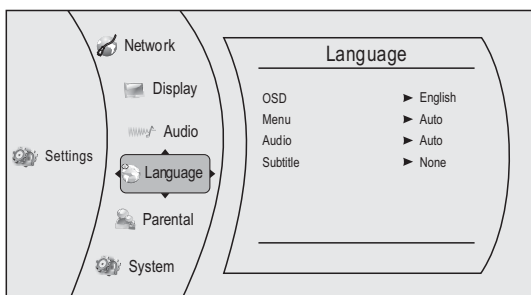 Settings
Network
Display
Audio
Language
Parental
System
Language
OSD ► English
Menu ► Auto
Audio ► Auto
Subtitle ► None